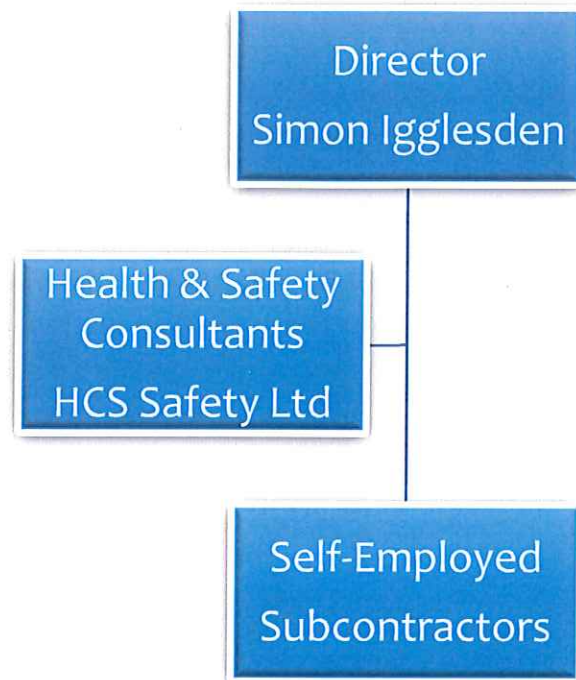 Director
Simon Igglesden
Health & Safety
Consultants
HCS Safety Ltd
Self-Employed
Subcontractors